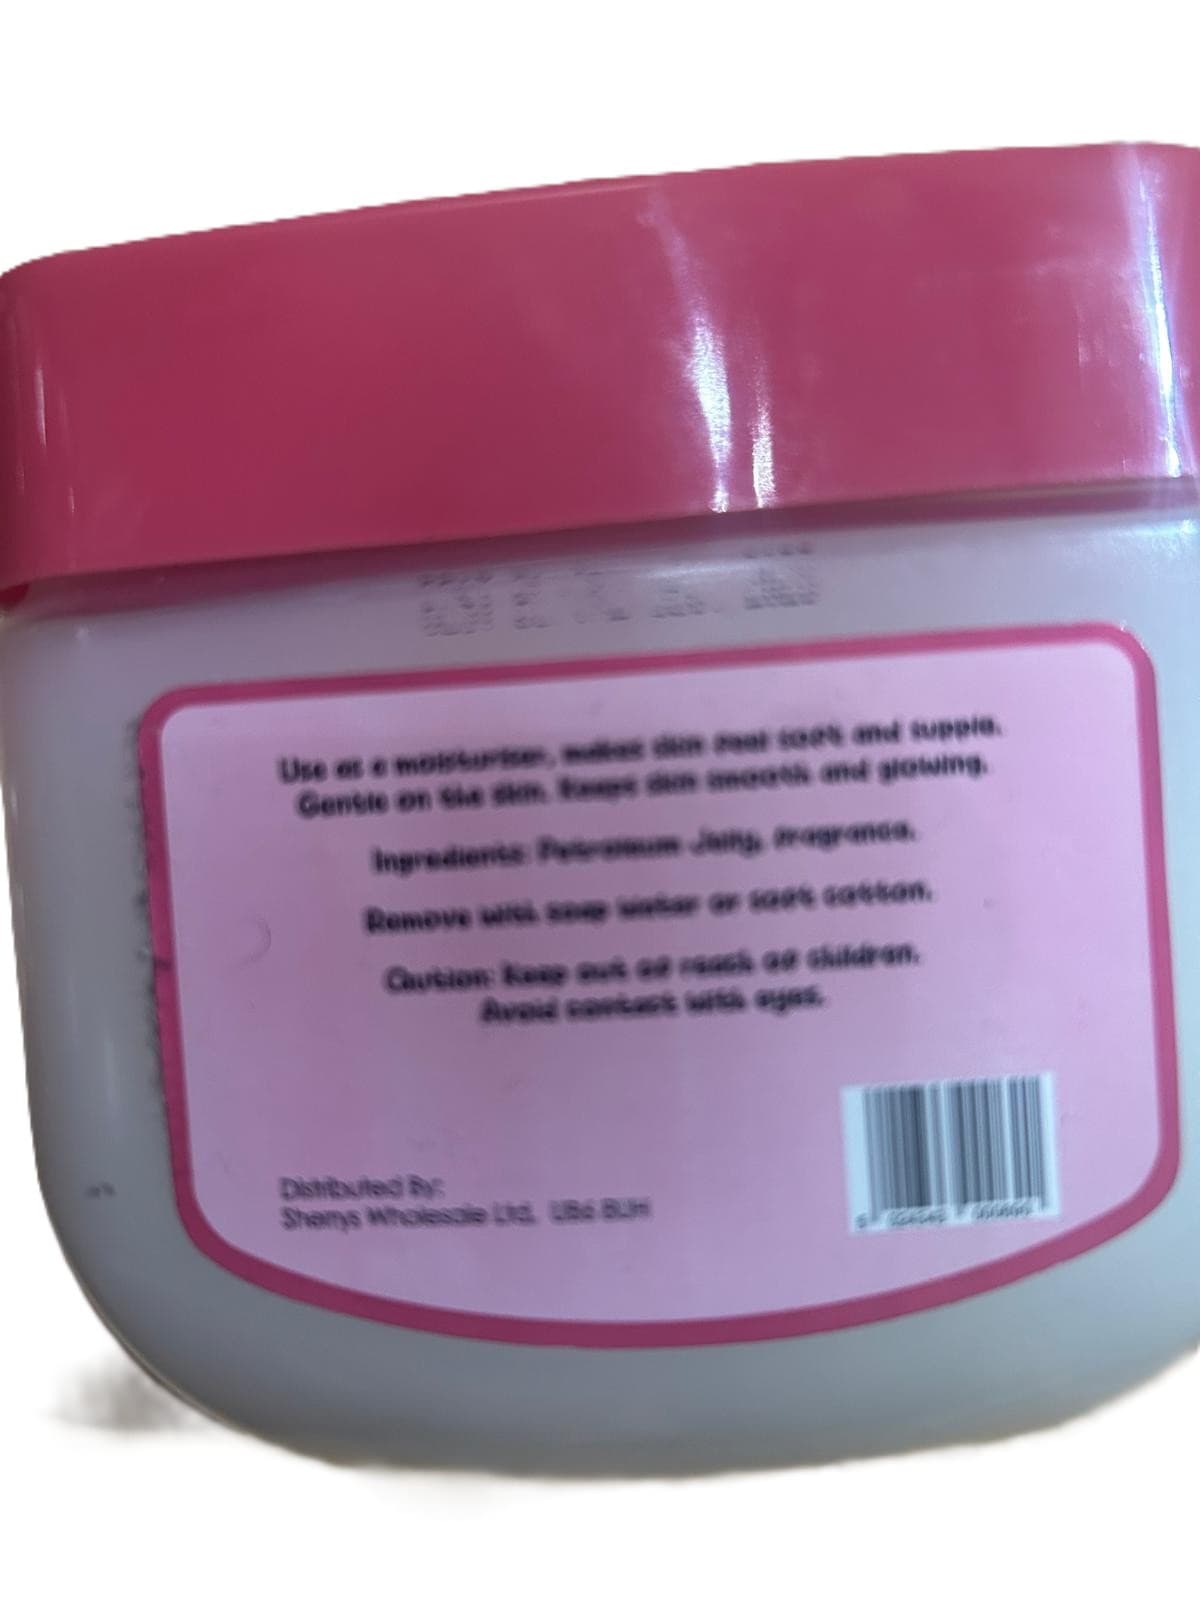 Use as a moisturiser, makes skin feel soft and supple.
Gentle on the skin. Keeps skin smooth and glowing.
Ingredients: Petroleum Jelly, Fragrance.
Remove with soap water or soft cotton.
Caution: Keep out of reach of children.
Avoid contact with eyes.
Distributed By:
Sherrys Wholesale Ltd, UB6